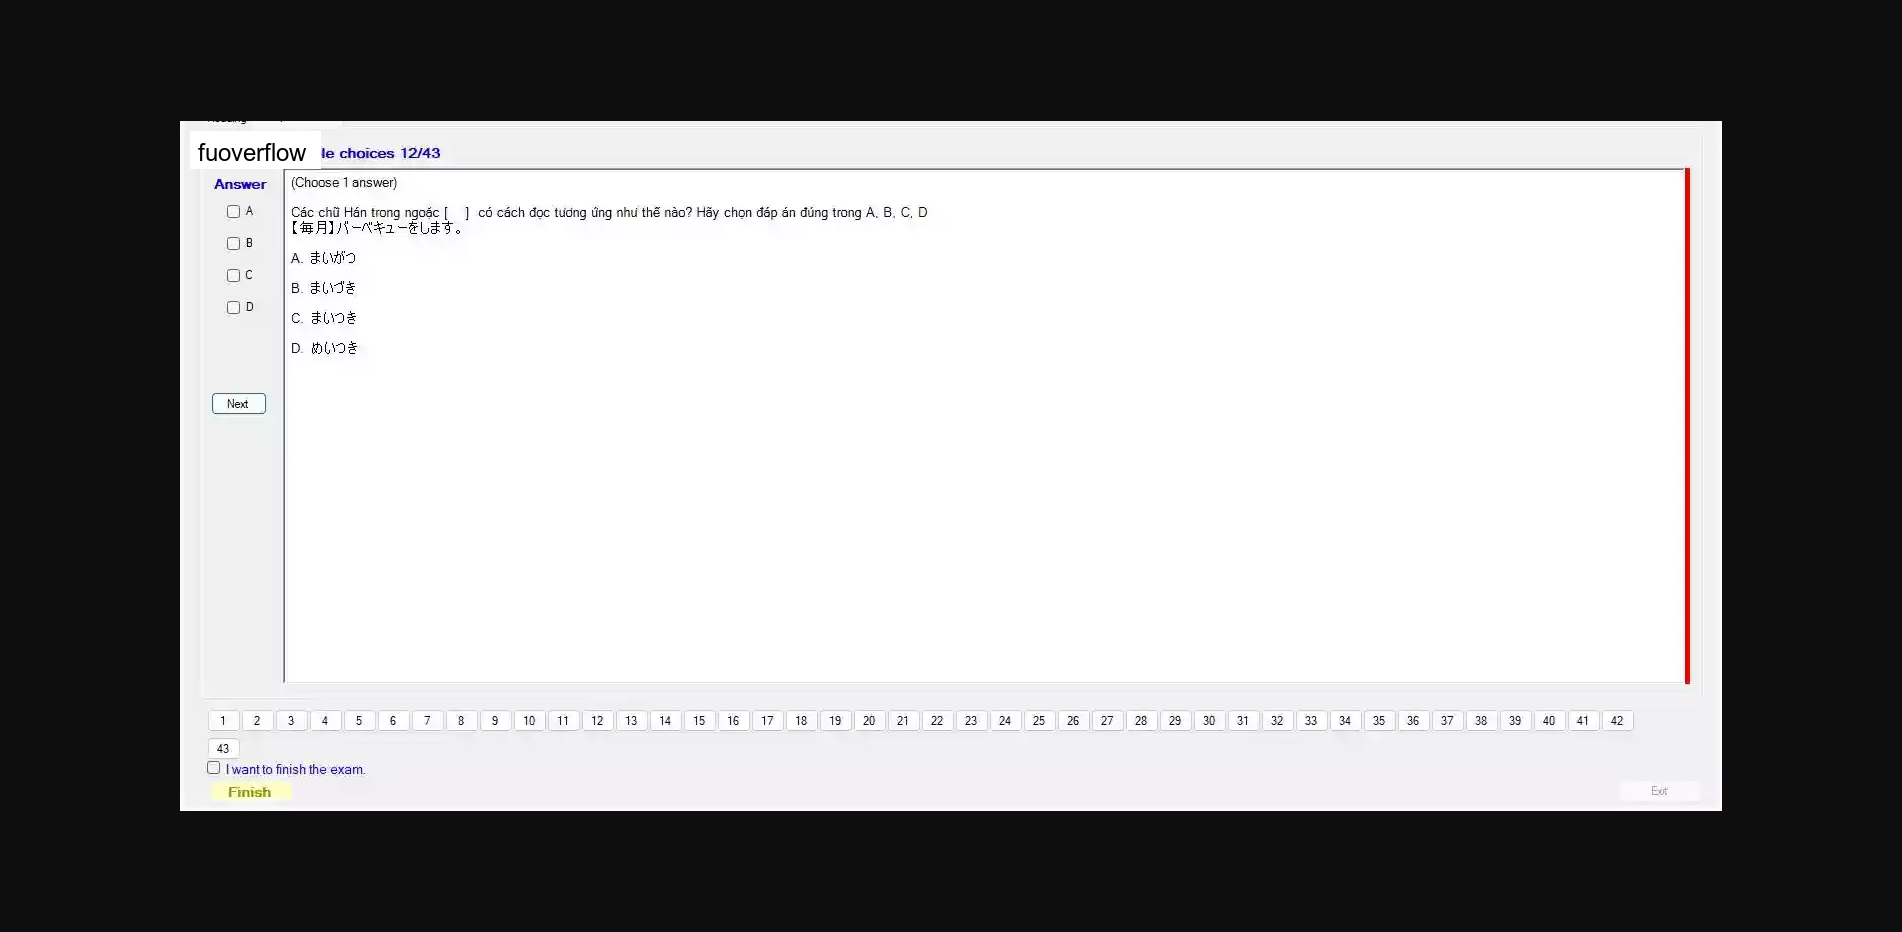 fuoverflow
le choices 12/43
Answer
(Choose 1 answer)
A
Các chữ Hán trong ngoặc [ ] có cách đọc tương ứng như thế nào? Hãy chọn đáp án đúng trong A, B, C, D
【毎月】バーベキューをします。
B
A. まいがつ
C
B. まいづき
D
C. まいつき
D. めいつき
Next
1 2 3 4 5 6 7 8 9 10 11 12 13 14 15 16 17 18 19 20 21 22 23 24 25 26 27 28 29 30 31 32 33 34 35 36 37 38 39 40 41 42
43
I want to finish the exam.
Finish
Exit